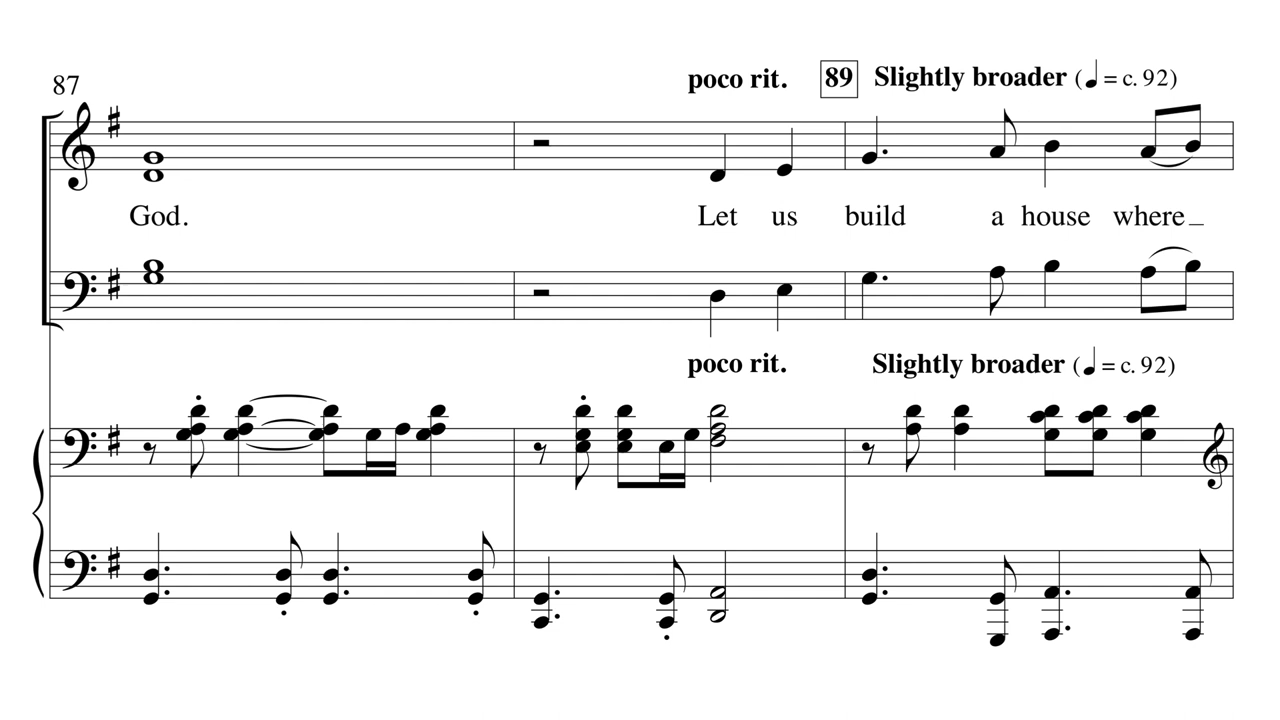 87
poco rit. 89 Slightly broader (♩ = c. 92)
God. Let us build a house where _
poco rit. Slightly broader (♩ = c. 92)